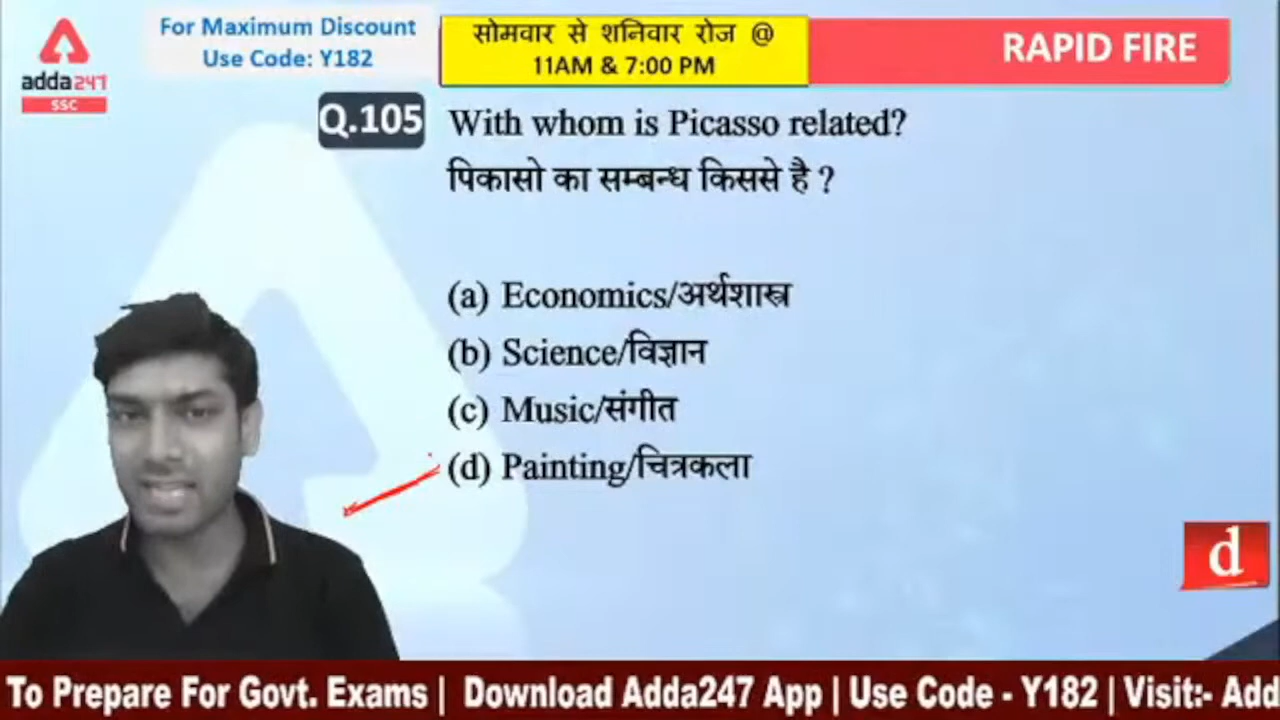 For Maximum Discount
Use Code: Y182
adda247
SSC
सोमवार से शनिवार रोज @
11AM & 7:00 PM
RAPID FIRE
Q.105 With whom is Picasso related?
पिकासो का सम्बन्ध किससे है ?
(a) Economics/अर्थशास्त्र
(b) Science/विज्ञान
(c) Music/संगीत
(d) Painting/चित्रकला
d
To Prepare For Govt. Exams | Download Adda247 App | Use Code - Y182 | Visit:- Add